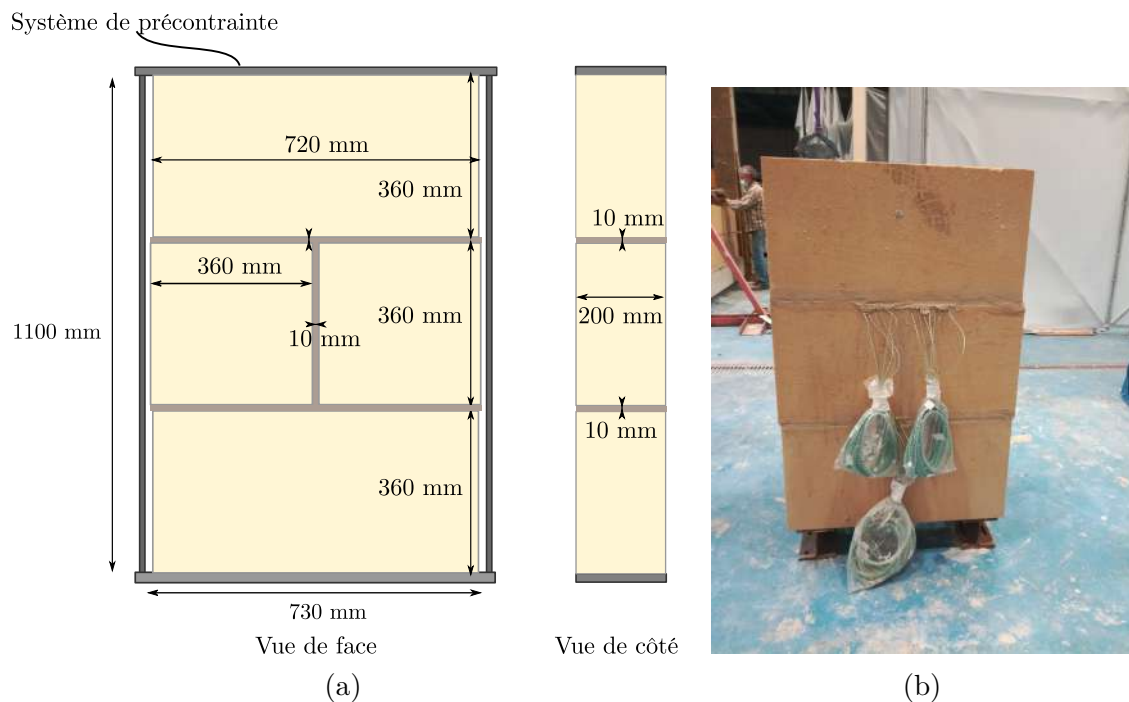 Système de précontrainte
720 mm
360 mm
10 mm
360 mm
360 mm
200 mm
1100 mm
10 mm
10 mm
360 mm
730 mm
Vue de face
Vue de côté
(a)
(b)